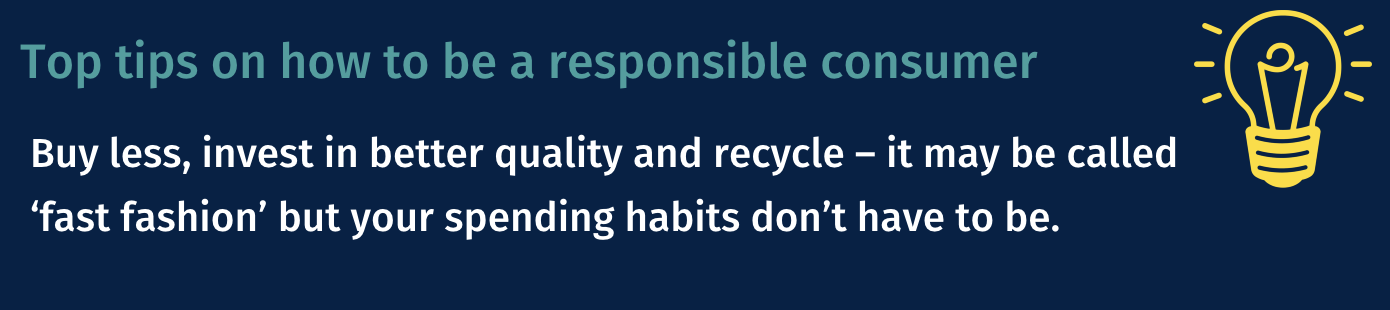 Top tips on how to be a responsible consumer
Buy less, invest in better quality and recycle – it may be called
‘fast fashion’ but your spending habits don’t have to be.